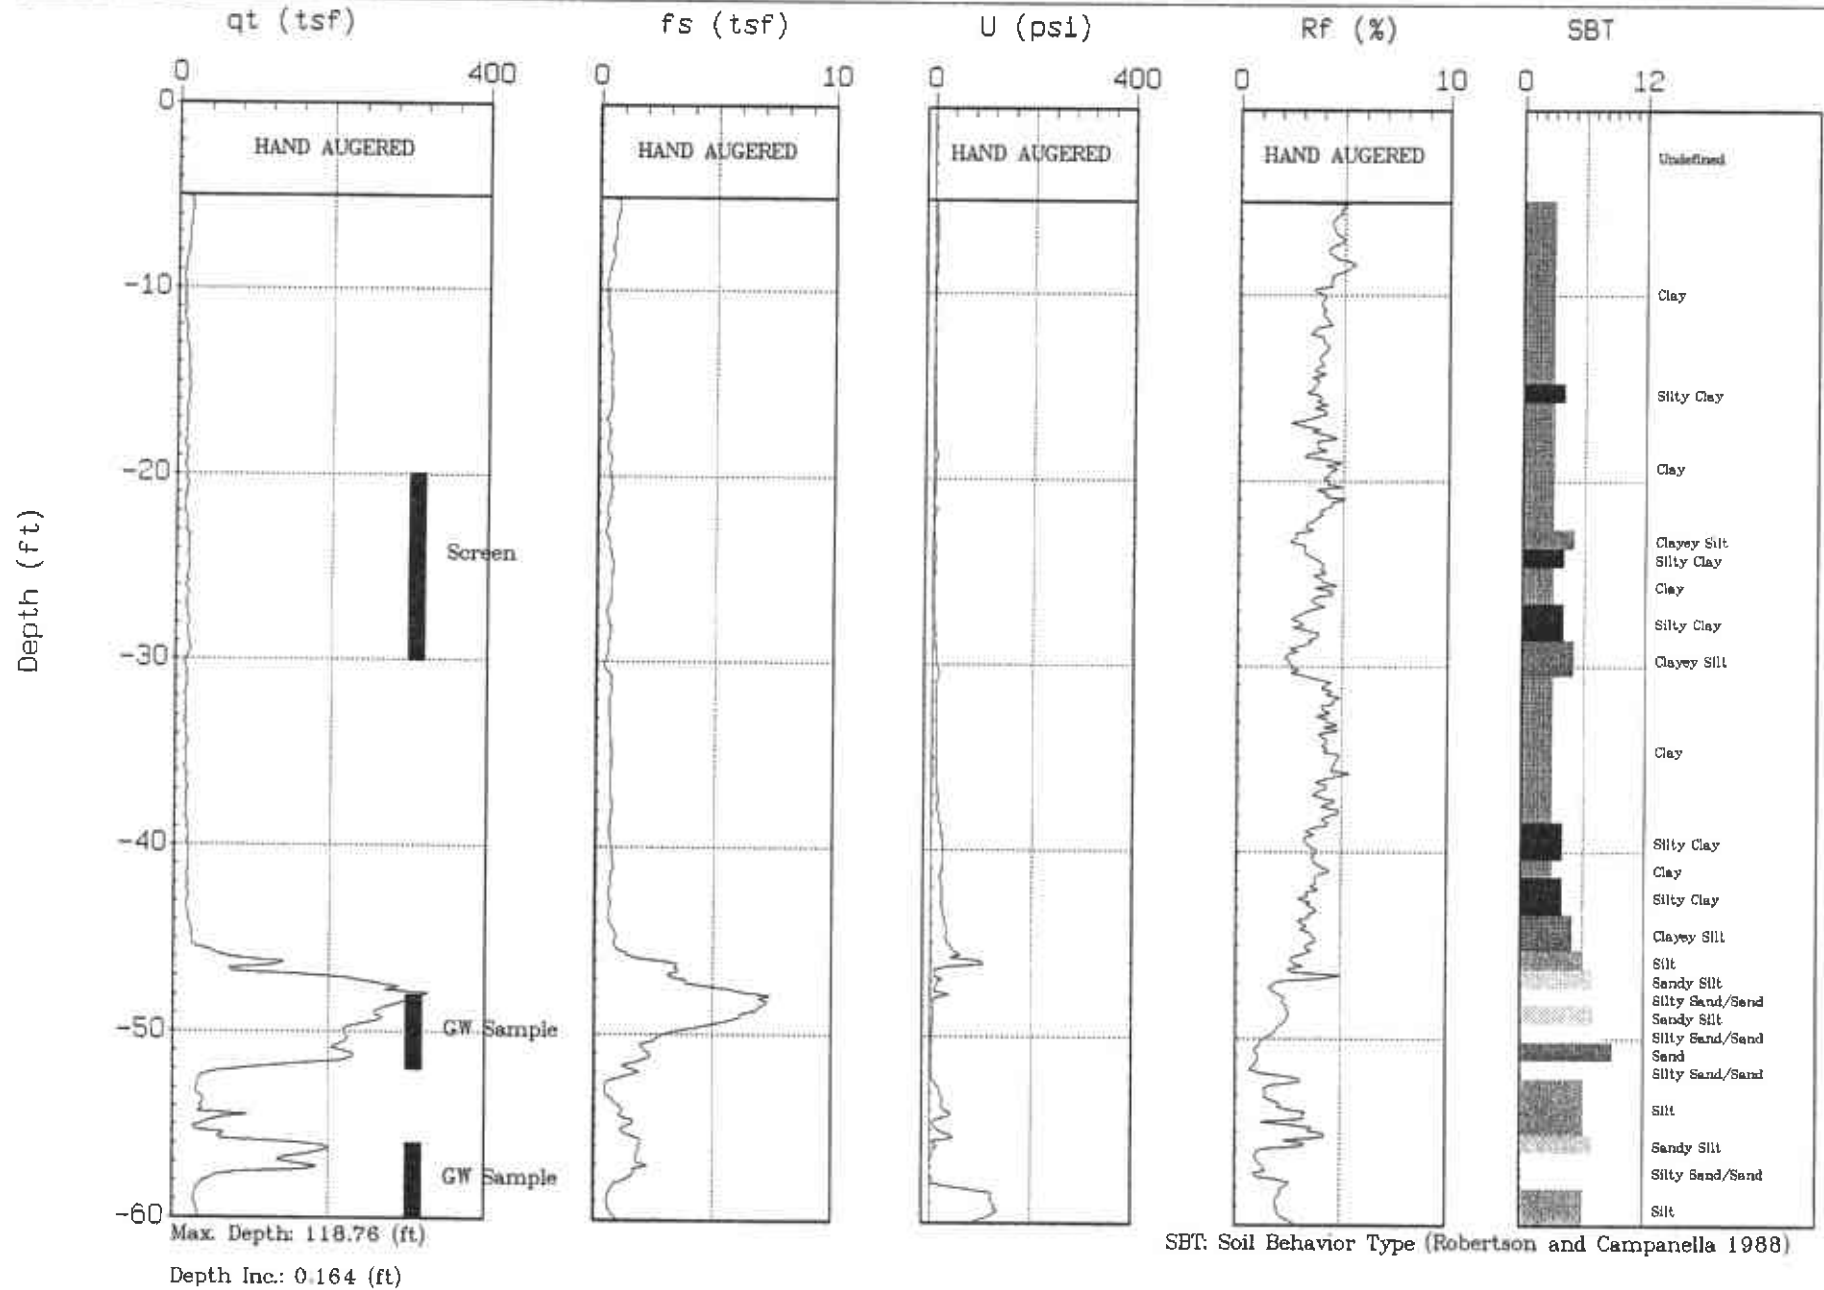 qt (tsf) fs (tsf) U (psi) Rf (%) SBT
0 400 0 10 0 400 0 10 0 12
0
HAND AUGERED HAND AUGERED HAND AUGERED HAND AUGERED Undefined
-10 Clay
Silty Clay
-20 Clay
Depth (ft)
Screen Clayey Silt
Silty Clay
Clay
Silty Clay
-30 Clayey Silt
Clay
-40 Silty Clay
Clay
Silty Clay
Clayey Silt
Silt
Sandy Silt
Silty Sand/Sand
-50 GW Sample Sandy Silt
Silty Sand/Sand
Sand
Silty Sand/Sand
Silt
Sandy Silt
GW Sample Silty Sand/Sand
-60 Silt
Max. Depth: 118.76 (ft)
SBT: Soil Behavior Type (Robertson and Campanella 1988)
Depth Inc.: 0.164 (ft)